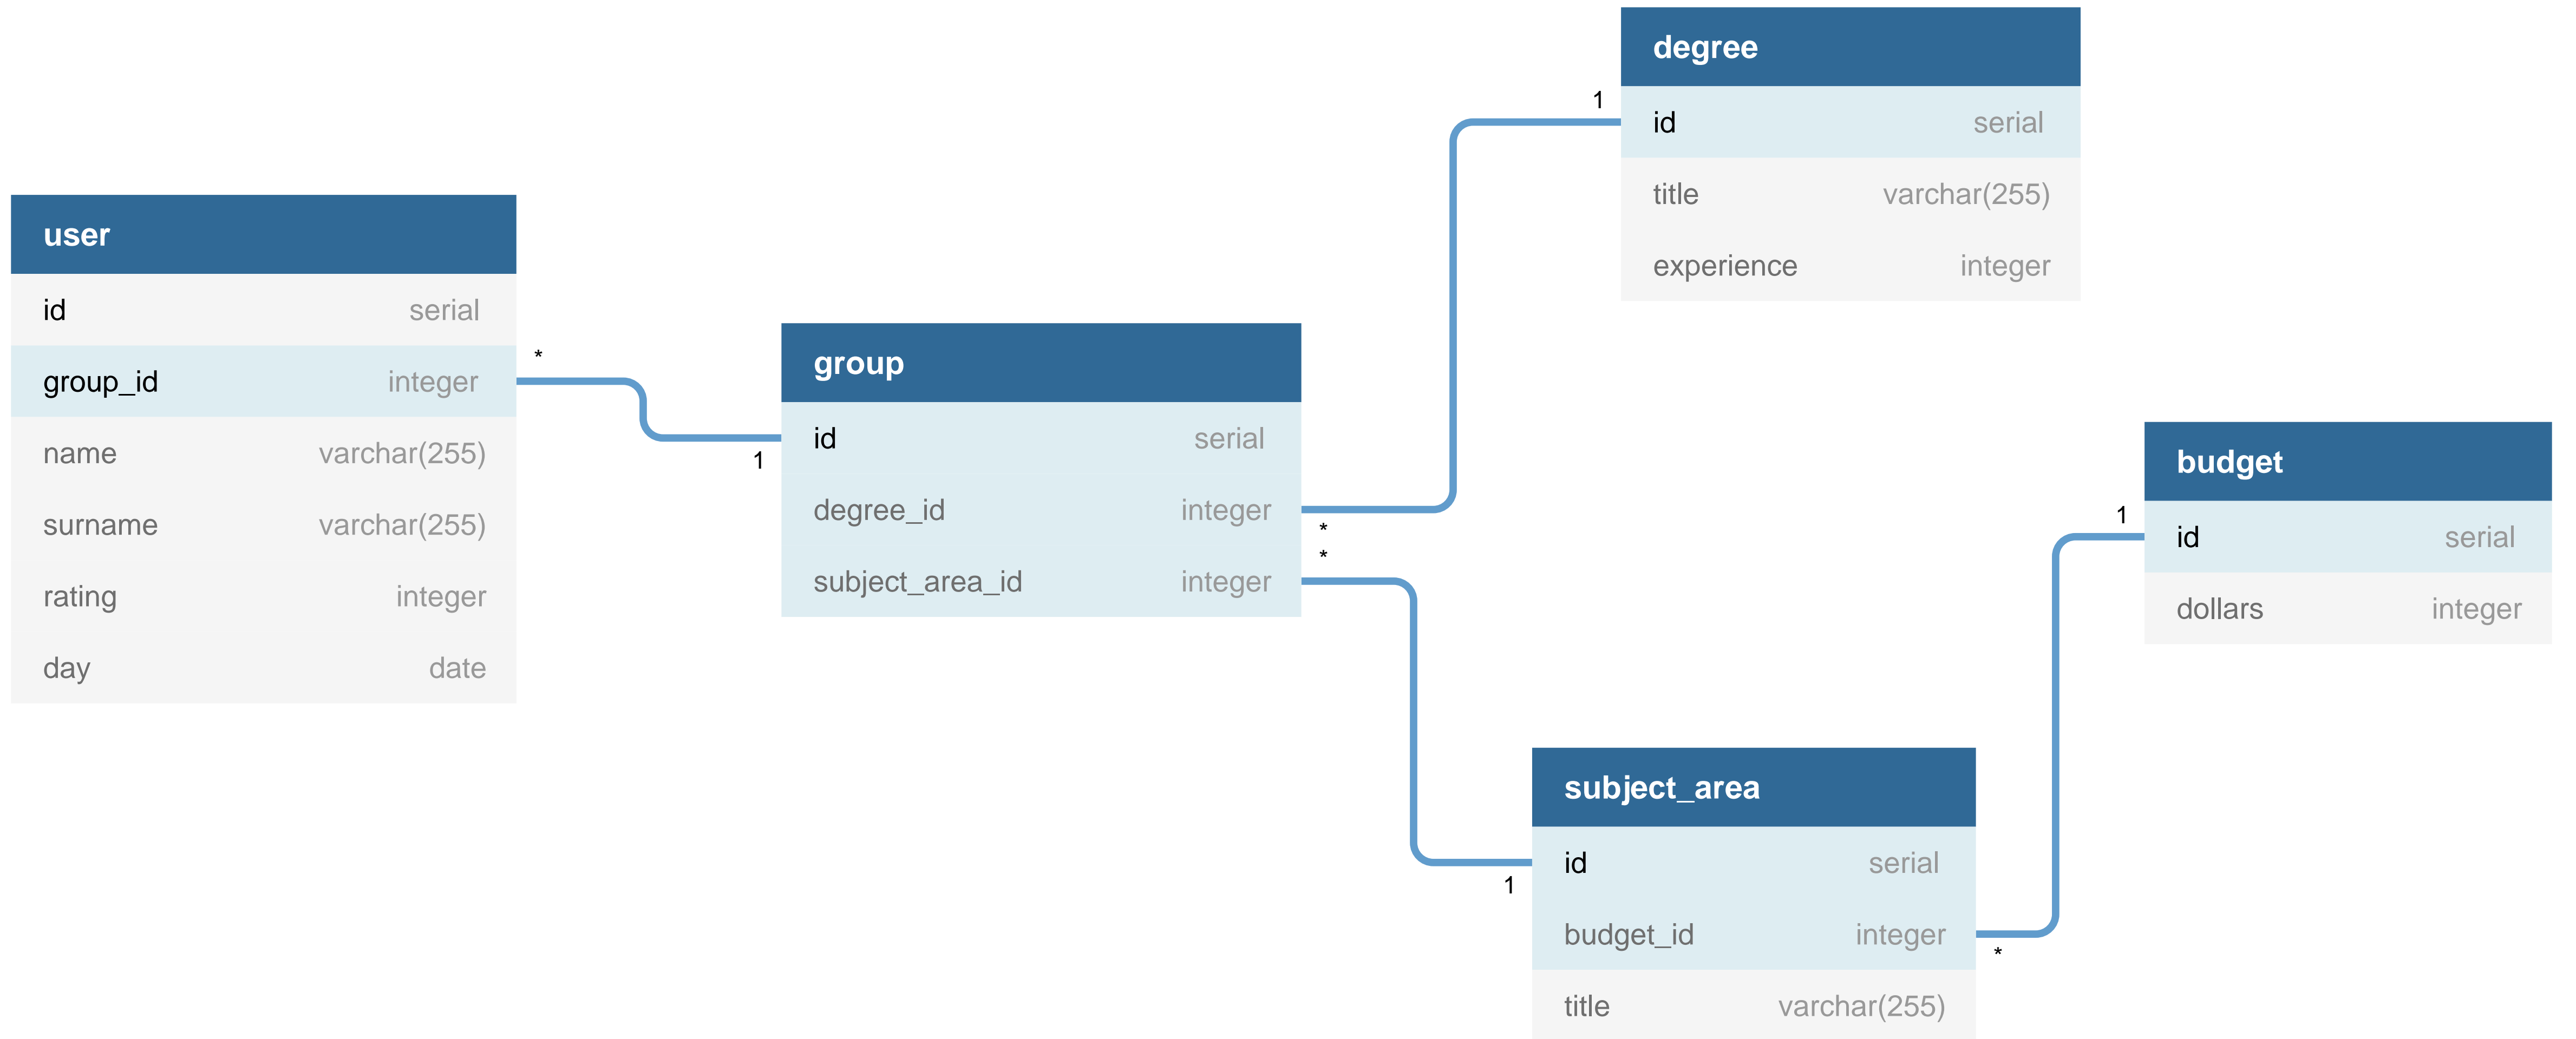 user
id serial
group_id integer
name varchar(255)
surname varchar(255)
rating integer
day date
*
1
group
id serial
degree_id integer
subject_area_id integer
*
*
1
degree
id serial
title varchar(255)
experience integer
1
subject_area
id serial
budget_id integer
title varchar(255)
*
1
budget
id serial
dollars integer